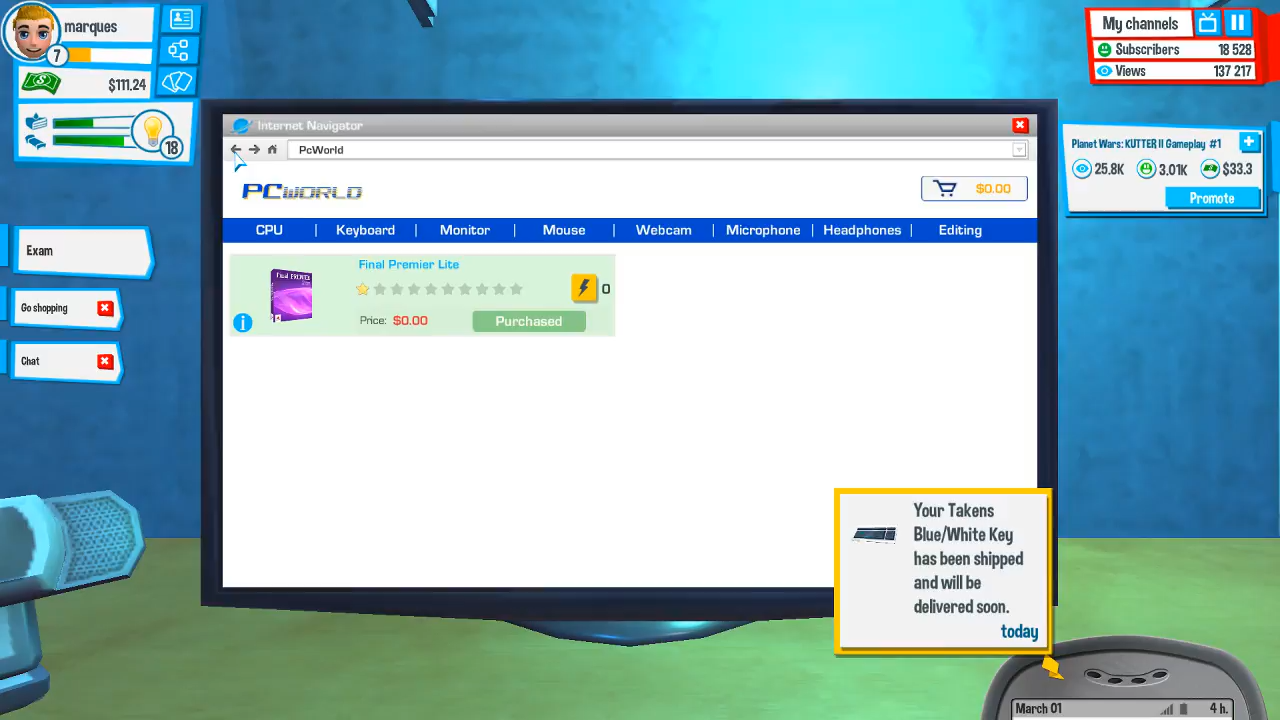 marques
7
$111.24
18
My channels
Subscribers 18 528
Views 137 217
Planet Wars: KUTTER II Gameplay #1
25.8K 3.01K $33.3
Promote
Exam
Go shopping
Chat
Internet Navigator
PcWorld
PCWORLD
$0.00
CPU | Keyboard | Monitor | Mouse | Webcam | Microphone | Headphones | Editing
Final Premier Lite
0
Price: $0.00 Purchased
Your Takens
Blue/White Key
has been shipped
and will be
delivered soon.
today
March 01 4 h.